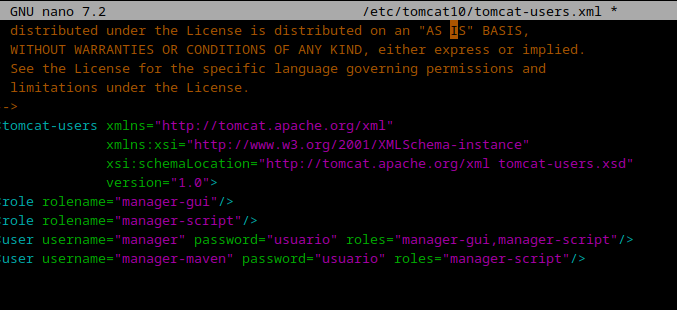 GNU nano 7.2 /etc/tomcat10/tomcat-users.xml *
distributed under the License is distributed on an "AS IS" BASIS,
WITHOUT WARRANTIES OR CONDITIONS OF ANY KIND, either express or implied.
See the License for the specific language governing permissions and
limitations under the License.
->
<tomcat-users xmlns="http://tomcat.apache.org/xml"
xmlns:xsi="http://www.w3.org/2001/XMLSchema-instance"
xsi:schemaLocation="http://tomcat.apache.org/xml tomcat-users.xsd"
version="1.0">
<role rolename="manager-gui"/>
<role rolename="manager-script"/>
<user username="manager" password="usuario" roles="manager-gui,manager-script"/>
<user username="manager-maven" password="usuario" roles="manager-script"/>